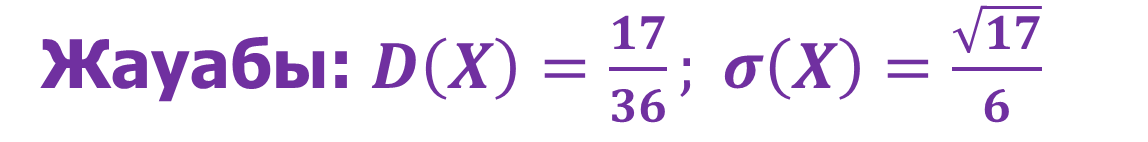 Жауабы: D(X) = 17/36; σ(X) = √17/6